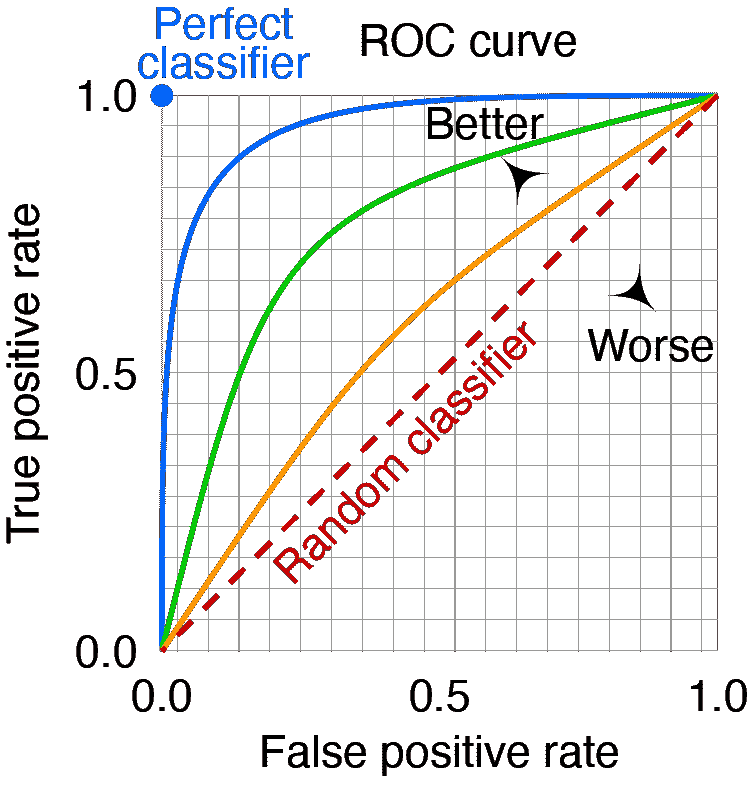 Perfect
classifier
ROC curve
1.0
Better
Worse
0.5
Random classifier
True positive rate
0.0
0.0 0.5 1.0
False positive rate